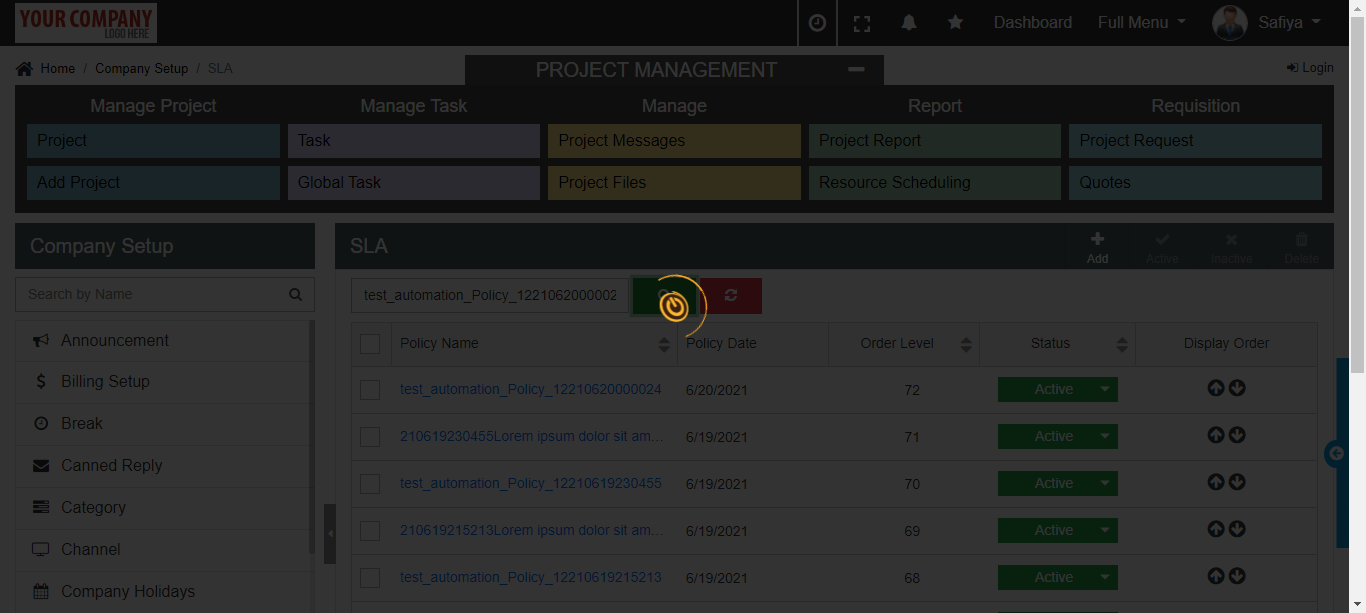 YOUR COMPANY
LOGO HERE
Dashboard Full Menu Safiya
Home / Company Setup / SLA
PROJECT MANAGEMENT
Login
Manage Project Manage Task Manage Report Requisition
Project Task Project Messages Project Report Project Request
Add Project Global Task Project Files Resource Scheduling Quotes
Company Setup
Search by Name
Announcement
Billing Setup
Break
Canned Reply
Category
Channel
Company Holidays
SLA
Add Active Inactive Delete
test_automation_Policy_1221062000002
Policy Name Policy Date Order Level Status Display Order
test_automation_Policy_12210620000024 6/20/2021 72 Active
210619230455Lorem ipsum dolor sit am... 6/19/2021 71 Active
test_automation_Policy_12210619230455 6/19/2021 70 Active
210619215213Lorem ipsum dolor sit am... 6/19/2021 69 Active
test_automation_Policy_12210619215213 6/19/2021 68 Active